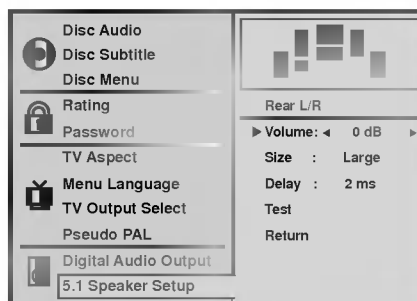 Disc Audio
Disc Subtitle
Disc Menu
Rating
Password
TV Aspect
Menu Language
TV Output Select
Pseudo PAL
Digital Audio Output
5.1 Speaker Setup
Rear L/R
Volume: 0 dB
Size : Large
Delay : 2 ms
Test
Return